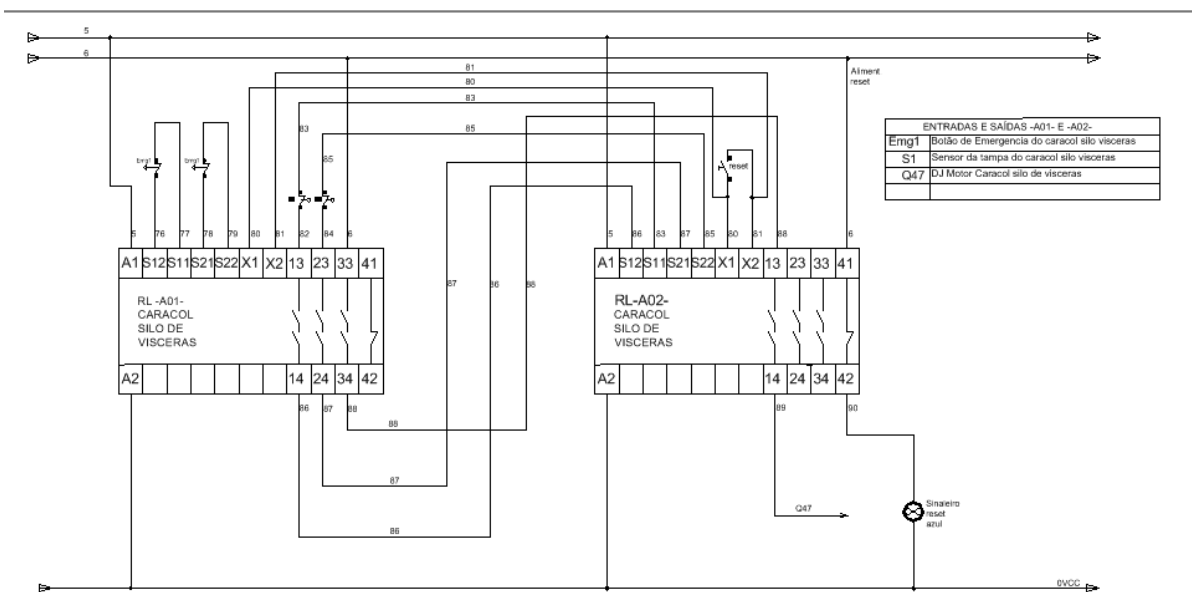 5
6
81
80
83
88
85
83
85
Aliment
reset
ENTRADAS E SAÍDAS -A01- E -A02-
Emg1 Botão de Emergencia do caracol silo visceras
S1 Sensor da tampa do caracol silo visceras
Q47 DJ Motor Caracol silo de visceras
Emg1
Emg1
reset
5 76 77 78 79 80 81 82 84 6
5 86 83 87 85 80 81 88 6
A1 S12 S11 S21 S22 X1 X2 13 23 33 41
A1 S12 S11 S21 S22 X1 X2 13 23 33 41
87 86 88
RL -A01-
CARACOL
SILO DE
VISCERAS
RL-A02-
CARACOL
SILO DE
VISCERAS
A2 14 24 34 42
A2 14 24 34 42
86 87 88
89 90
88
87
86
Q47
Sinaleiro
reset
azul
0VCC